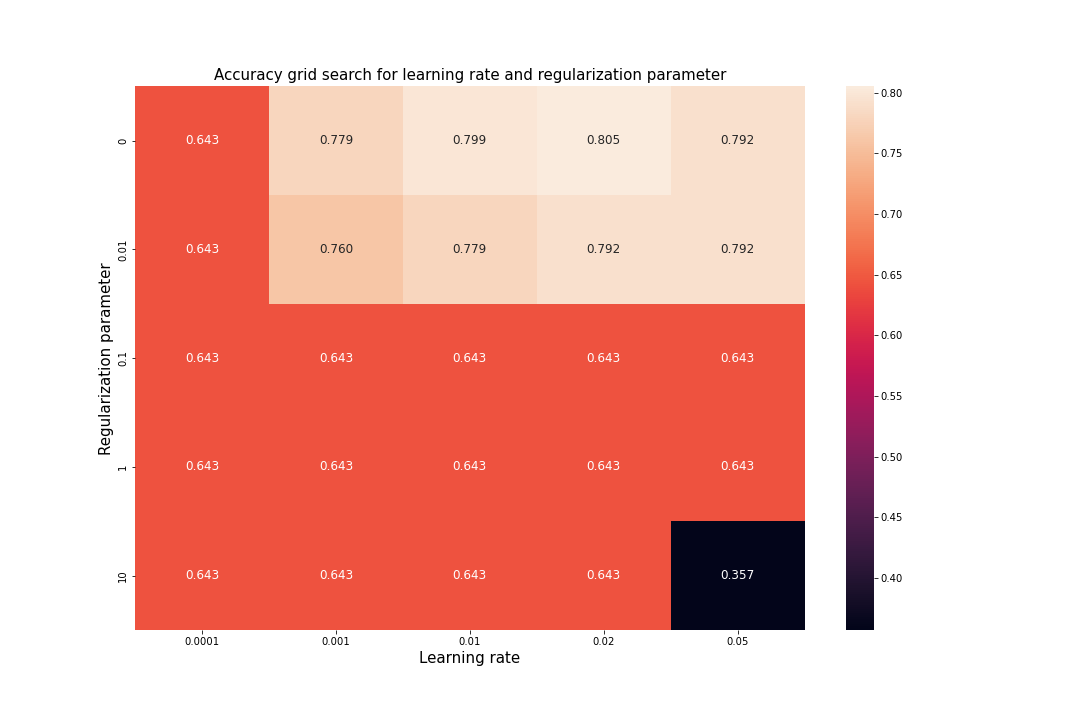 Accuracy grid search for learning rate and regularization parameter
0 0.643 0.779 0.799 0.805 0.792
0.01 0.643 0.760 0.779 0.792 0.792
0.1 0.643 0.643 0.643 0.643 0.643
1 0.643 0.643 0.643 0.643 0.643
10 0.643 0.643 0.643 0.643 0.357
Regularization parameter
0.0001 0.001 0.01 0.02 0.05
Learning rate
0.80
0.75
0.70
0.65
0.60
0.55
0.50
0.45
0.40